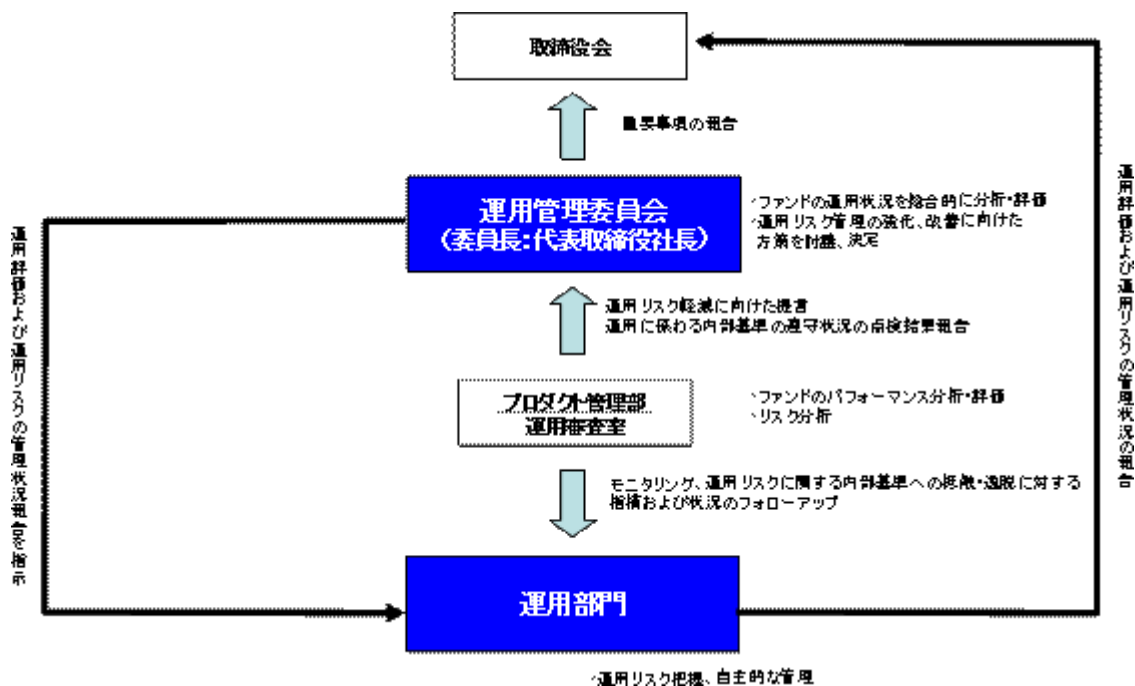 取締役会
重要事項の報告
運用管理委員会
(委員長:代表取締役社長)
・ファンドの運用状況を総合的に分析・評価
・運用リスク管理の強化、改善に向けた
方策を討議、決定
運用評価および運用リスクの管理状況報告を指示
運用評価および運用リスクの管理状況の報告
運用リスク軽減に向けた提言
運用に係わる内部基準の遵守状況の点検結果報告
プロダクト管理部
運用審査室
・ファンドのパフォーマンス分析・評価
・リスク分析
モニタリング、運用リスクに関する内部基準への抵触・逸脱に対する
指摘および状況のフォローアップ
運用部門
・運用リスク把握、自主的な管理